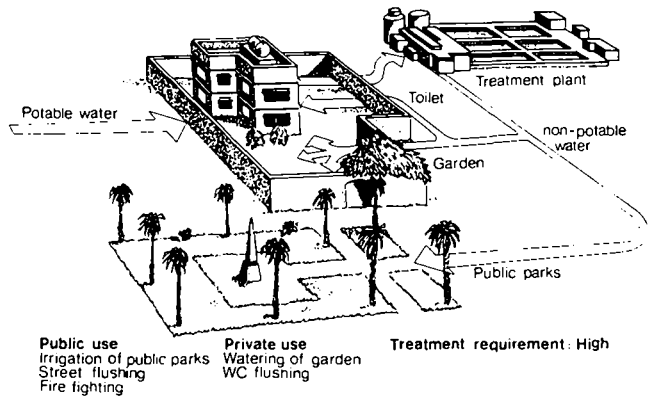 Treatment plant
Potable water
Toilet
non-potable
water
Garden
Public parks
Public use
Irrigation of public parks
Street flushing
Fire fighting
Private use
Watering of garden
WC flushing
Treatment requirement: High